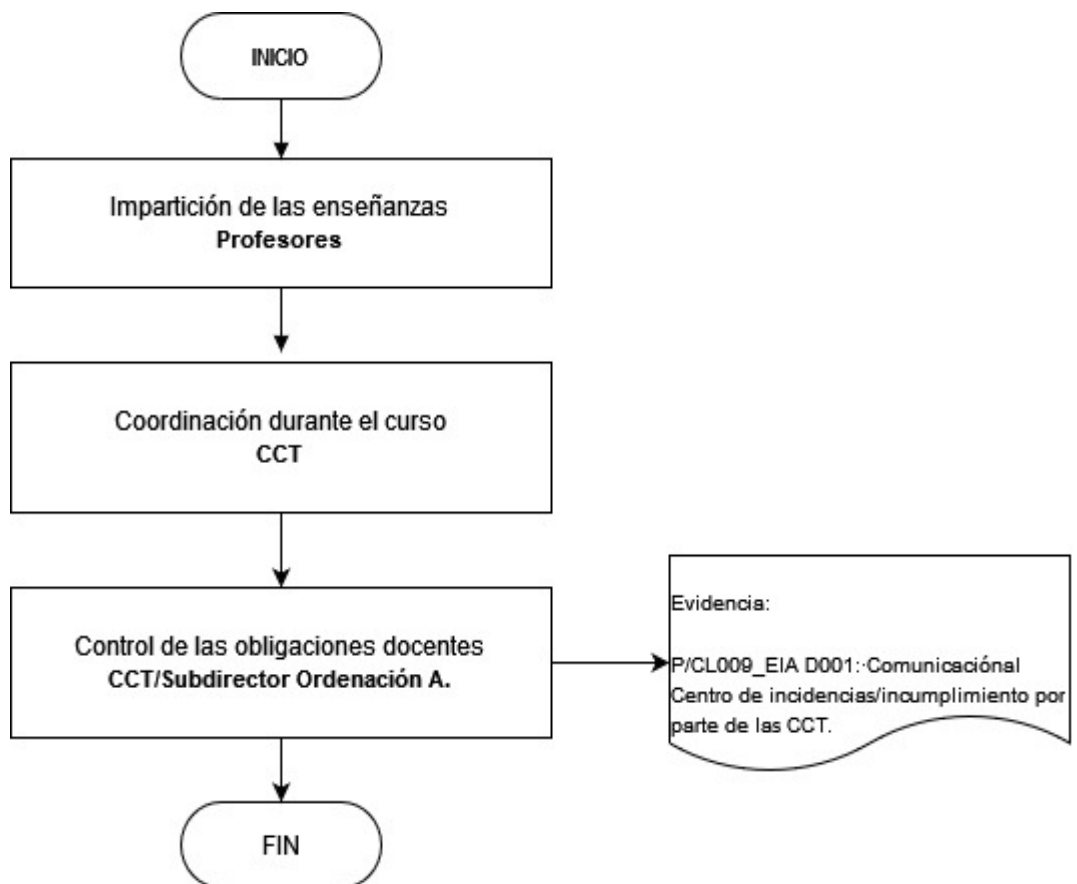 INICIO
Impartición de las enseñanzas
Profesores
Coordinación durante el curso
CCT
Control de las obligaciones docentes
CCT/Subdirector Ordenación A.
Evidencia:
P/CL009_EIA D001:·Comunicaciónal
Centro de incidencias/incumplimiento por
parte de las CCT.
FIN